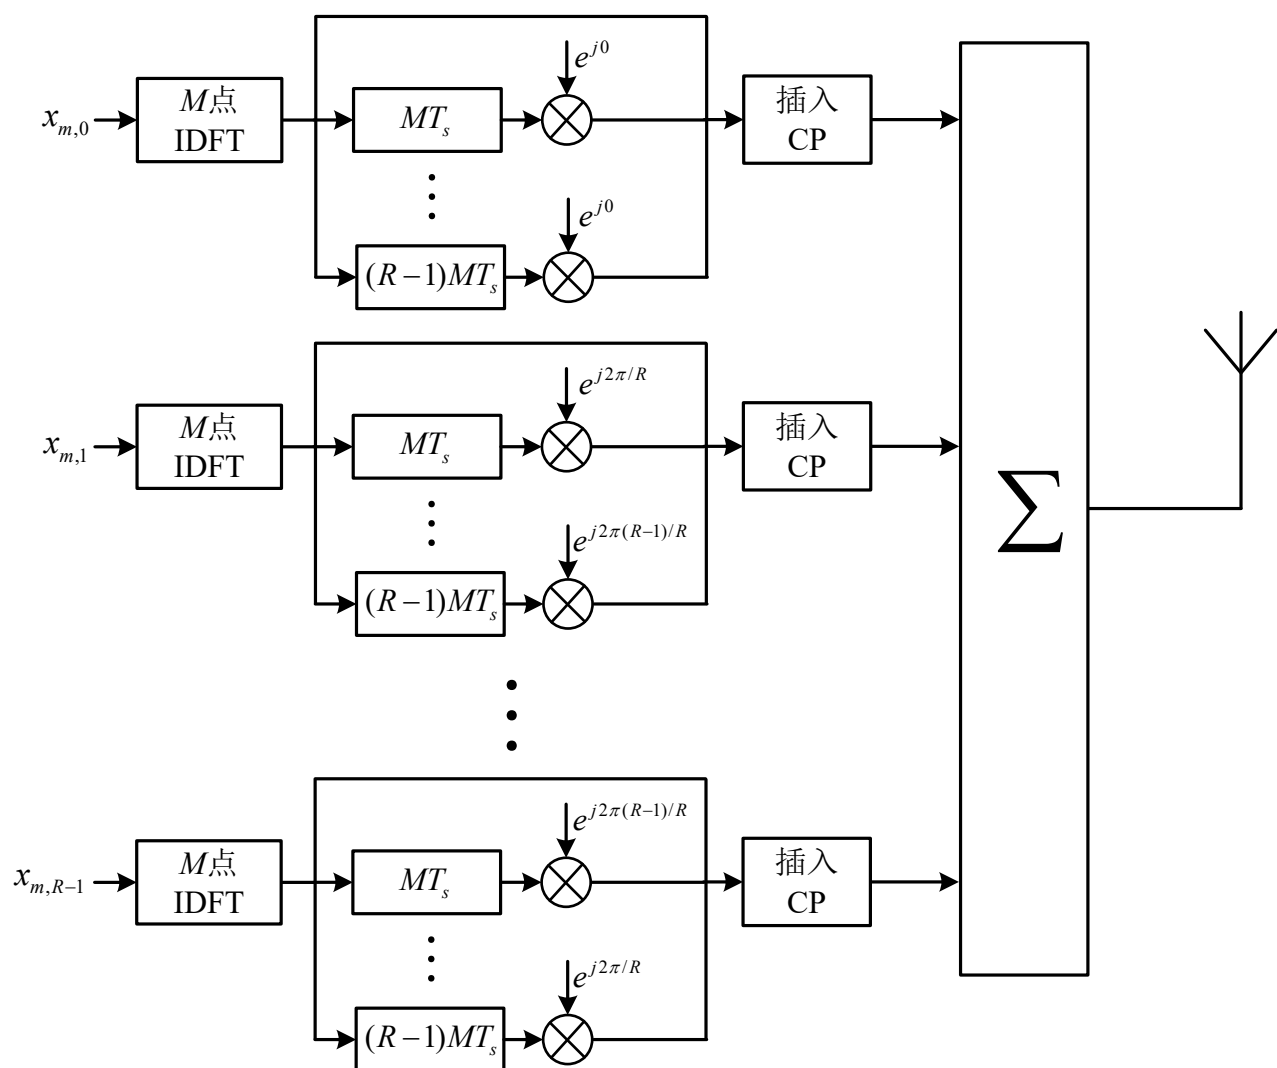 e^{j0}
x_{m,0}
M点
IDFT
MT_s
插入
CP
e^{j0}
(R−1)MT_s
e^{j2π/R}
x_{m,1}
M点
IDFT
MT_s
插入
CP
e^{j2π(R−1)/R}
(R−1)MT_s
∑
e^{j2π(R−1)/R}
x_{m,R−1}
M点
IDFT
MT_s
插入
CP
e^{j2π/R}
(R−1)MT_s